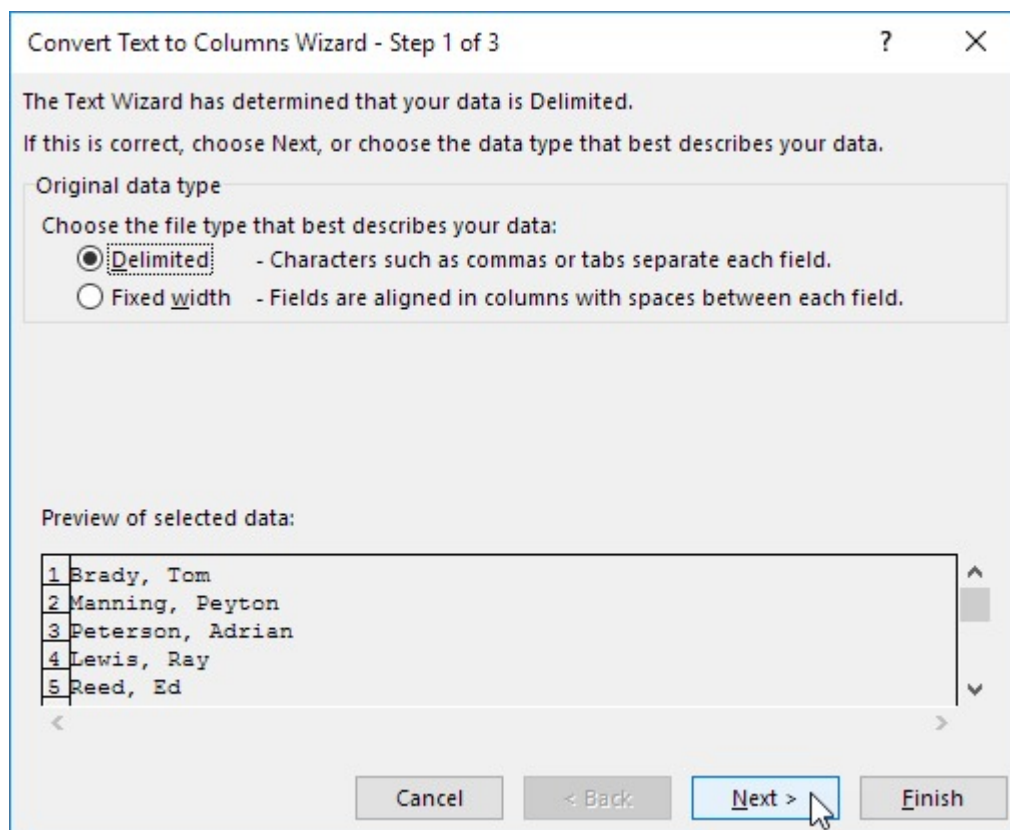 Convert Text to Columns Wizard - Step 1 of 3 ?
The Text Wizard has determined that your data is Delimited.
If this is correct, choose Next, or choose the data type that best describes your data.
Original data type
Choose the file type that best describes your data:
Delimited - Characters such as commas or tabs separate each field.
Fixed width - Fields are aligned in columns with spaces between each field.
Preview of selected data:
1 Brady, Tom
2 Manning, Peyton
3 Peterson, Adrian
4 Lewis, Ray
5 Reed, Ed
Cancel < Back Next > Finish